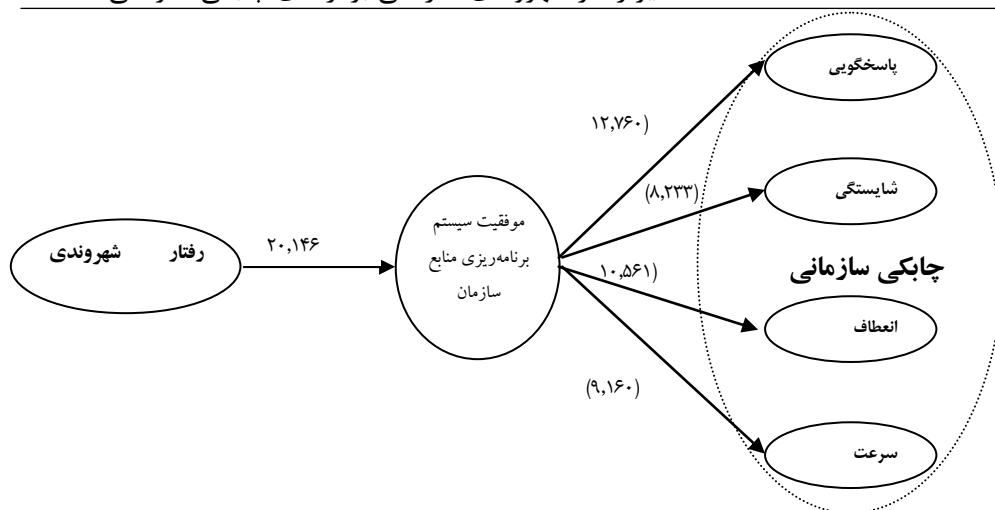 پاسخگویی
۱۲,۷۶۰)
شایستگی
(۸,۲۳۳)
موفقیت سیستم
برنامه‌ریزی منابع
سازمان
رفتار شهروندی
۲۰,۱۴۶
چابکی سازمانی
۱۰,۵۶۱)
انعطاف
(۹,۱۶۰)
سرعت